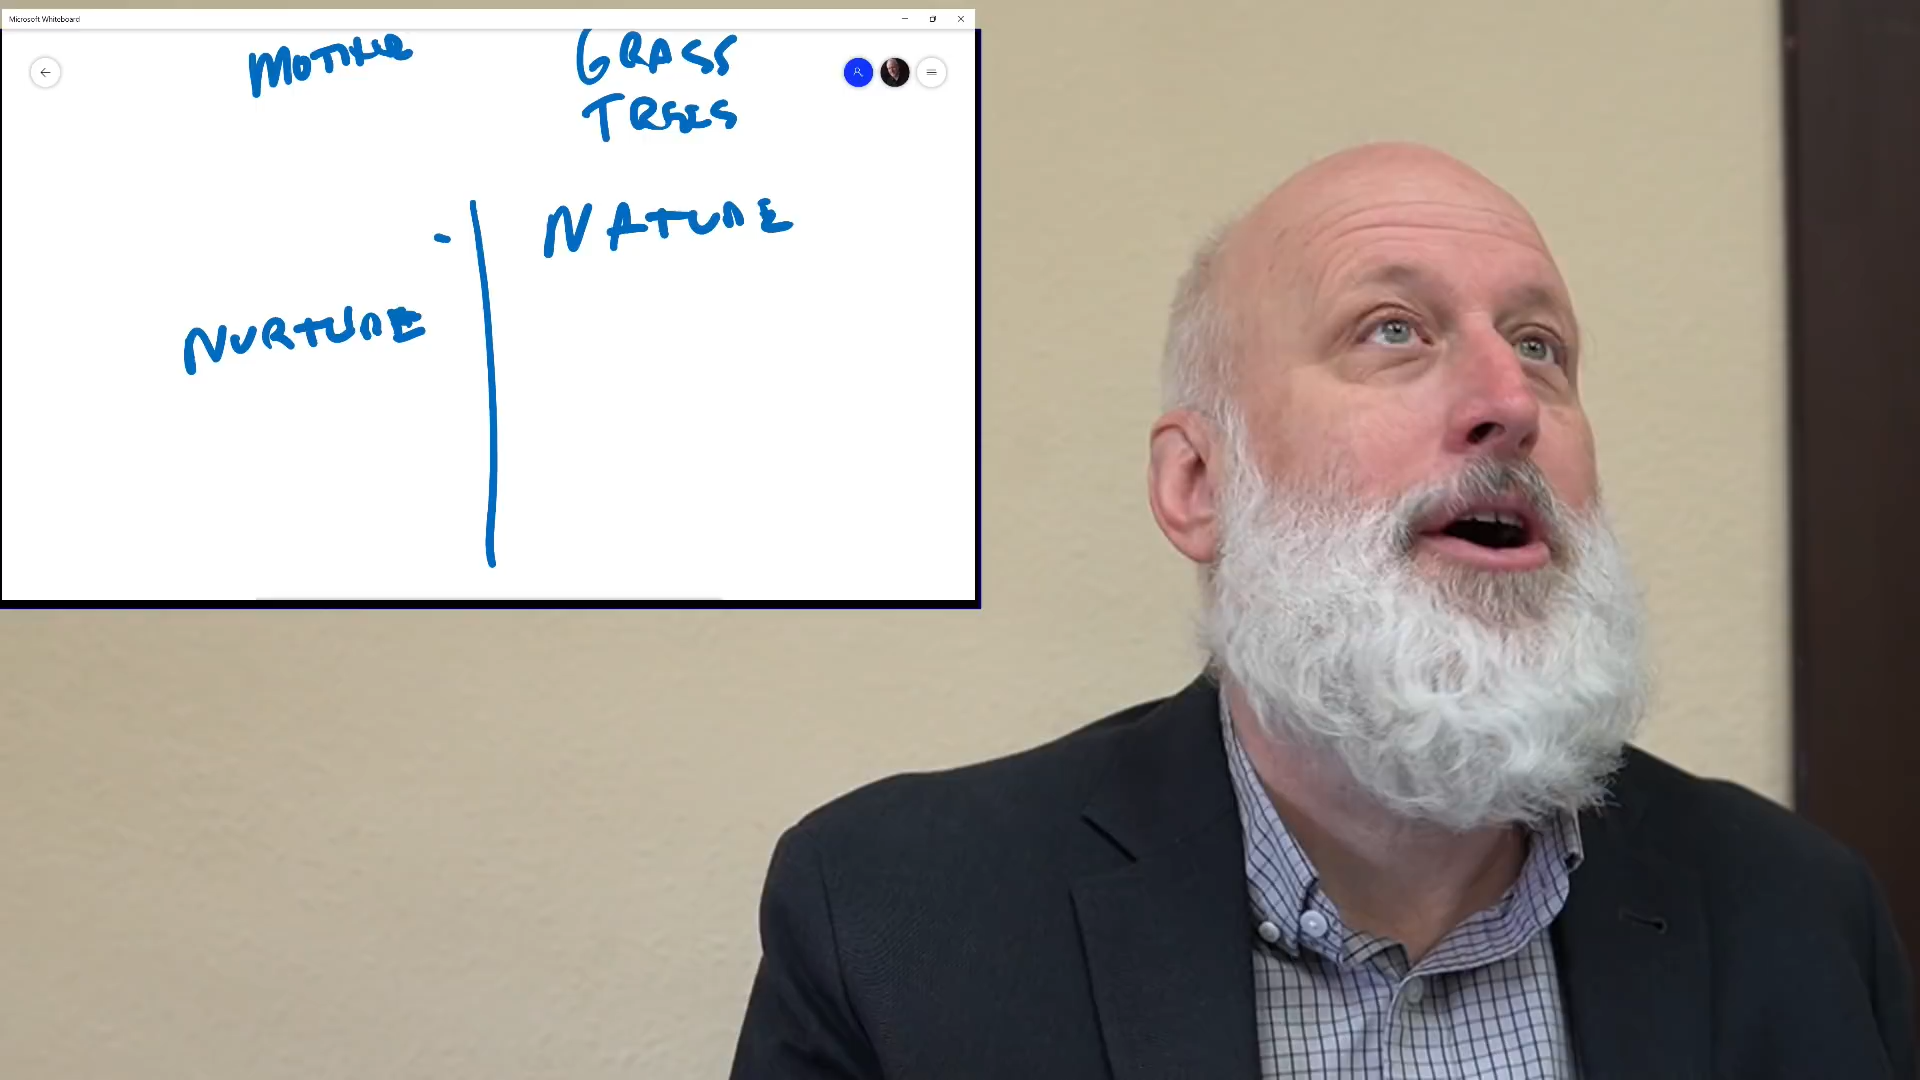 Microsoft Whiteboard
MOTHER
GRASS
TREES
NATURE
NURTURE